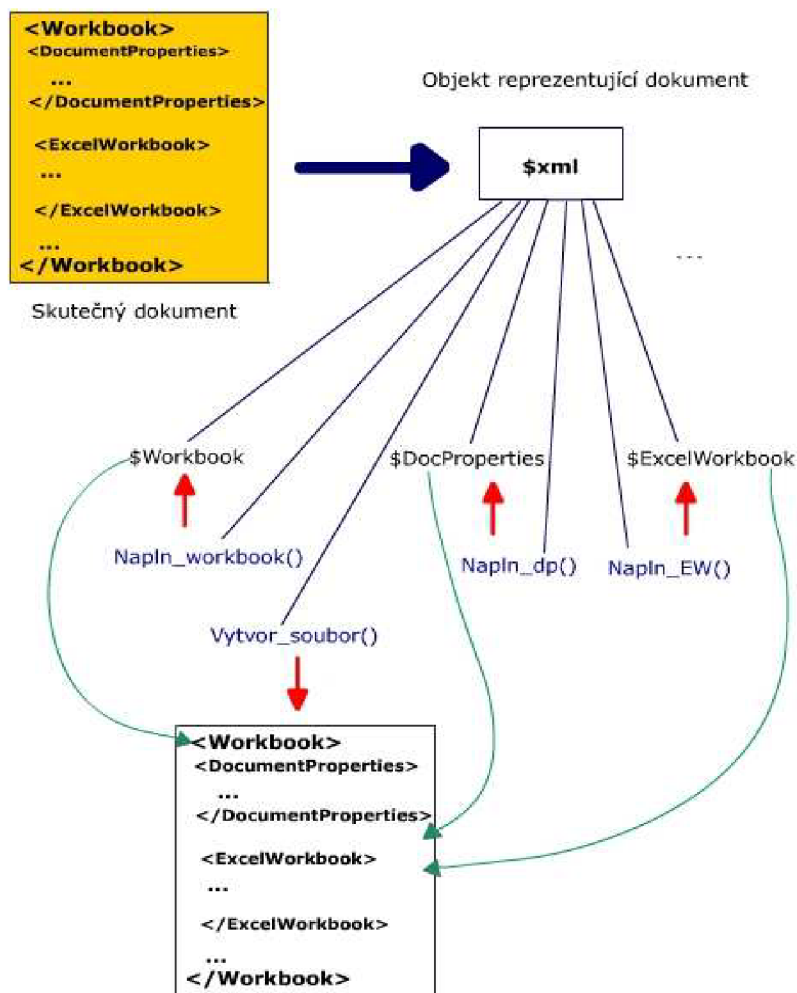 <Workbook>
<DocumentProperties>
...
</DocumentProperties>
<ExcelWorkbook>
...
</ExcelWorkbook>
...
</Workbook>
Skutečný dokument
Objekt reprezentující dokument
$xml
...
$Workbook
$DocProperties
$ExcelWorkbook
Napln_workbook()
Napln_dp()
Napln_EW()
Vytvor_soubor()
<Workbook>
<DocumentProperties>
...
</DocumentProperties>
<ExcelWorkbook>
...
</ExcelWorkbook>
...
</Workbook>